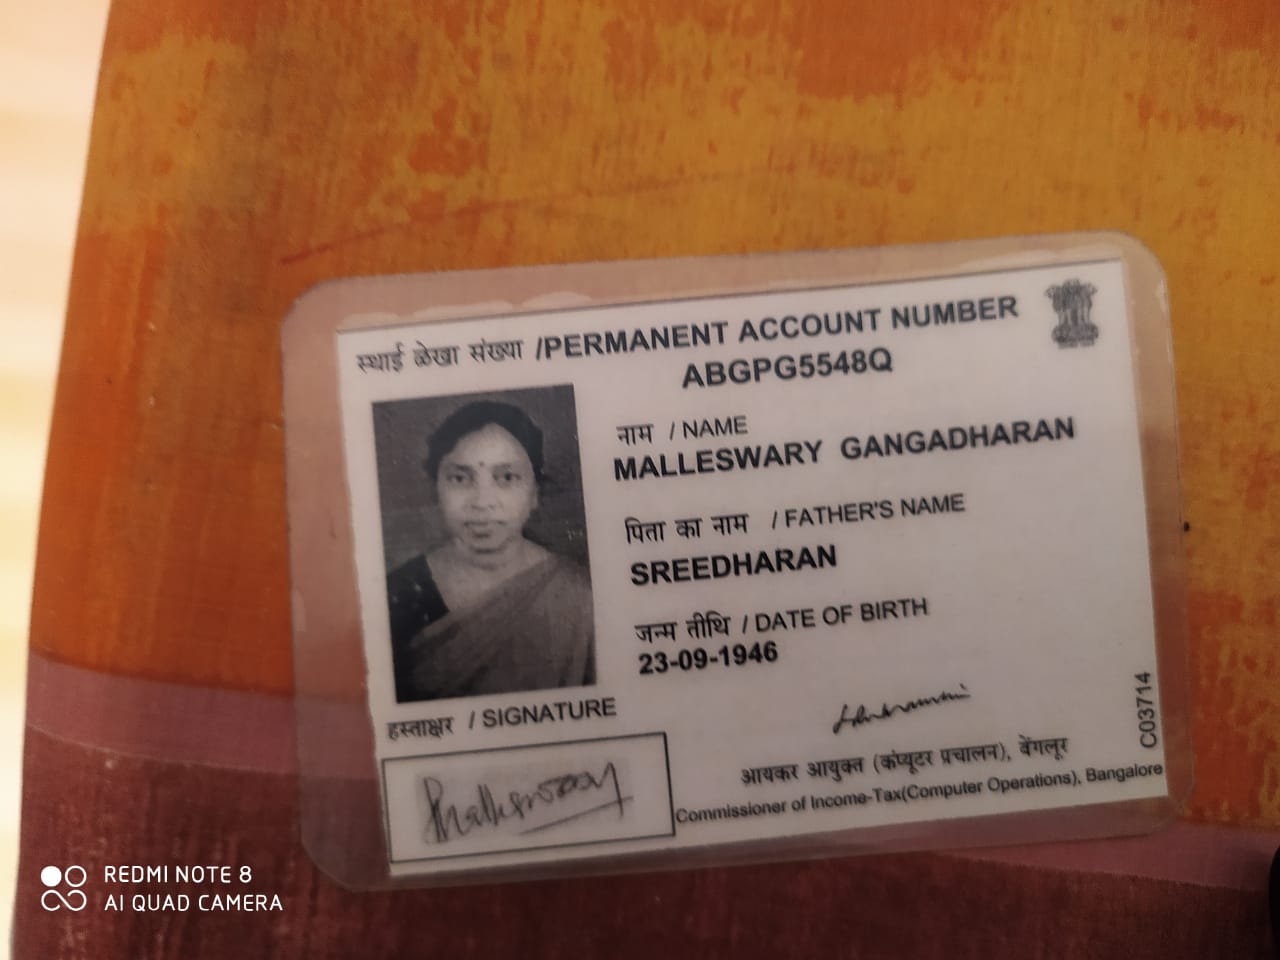 स्थाई लेखा संख्या /PERMANENT ACCOUNT NUMBER
ABGPG5548Q
नाम / NAME
MALLESWARY GANGADHARAN
पिता का नाम / FATHER'S NAME
SREEDHARAN
जन्म तीथि / DATE OF BIRTH
23-09-1946
हस्ताक्षर / SIGNATURE
Malleswary
C03714
आयकर आयुक्त (कंप्यूटर प्रचालन), बेंगलूर
Commissioner of Income-Tax(Computer Operations), Bangalore
REDMI NOTE 8
AI QUAD CAMERA